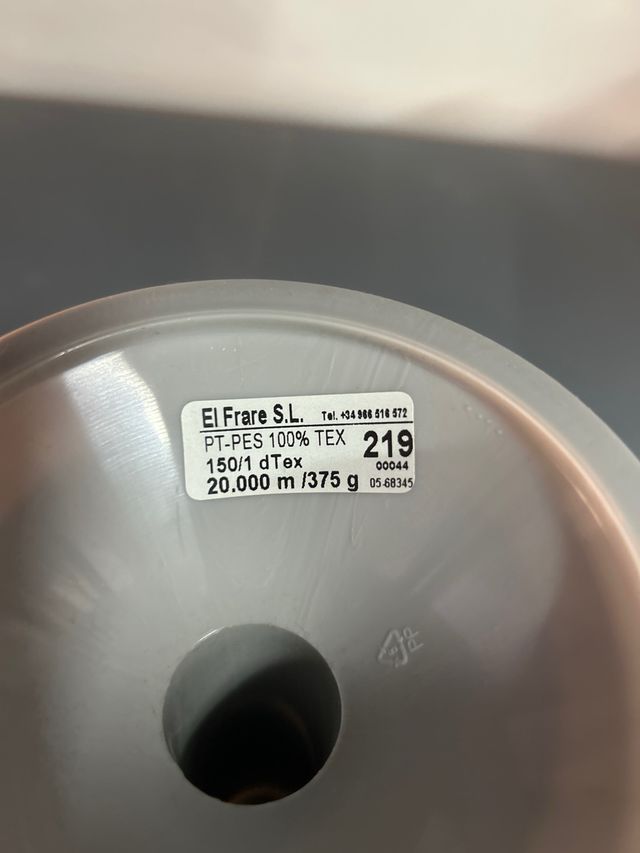 El Frare S.L. Tel. +34 966 516 572
PT-PES 100% TEX 219
150/1 dTex 00044
20.000 m /375 g 05-68345
PP